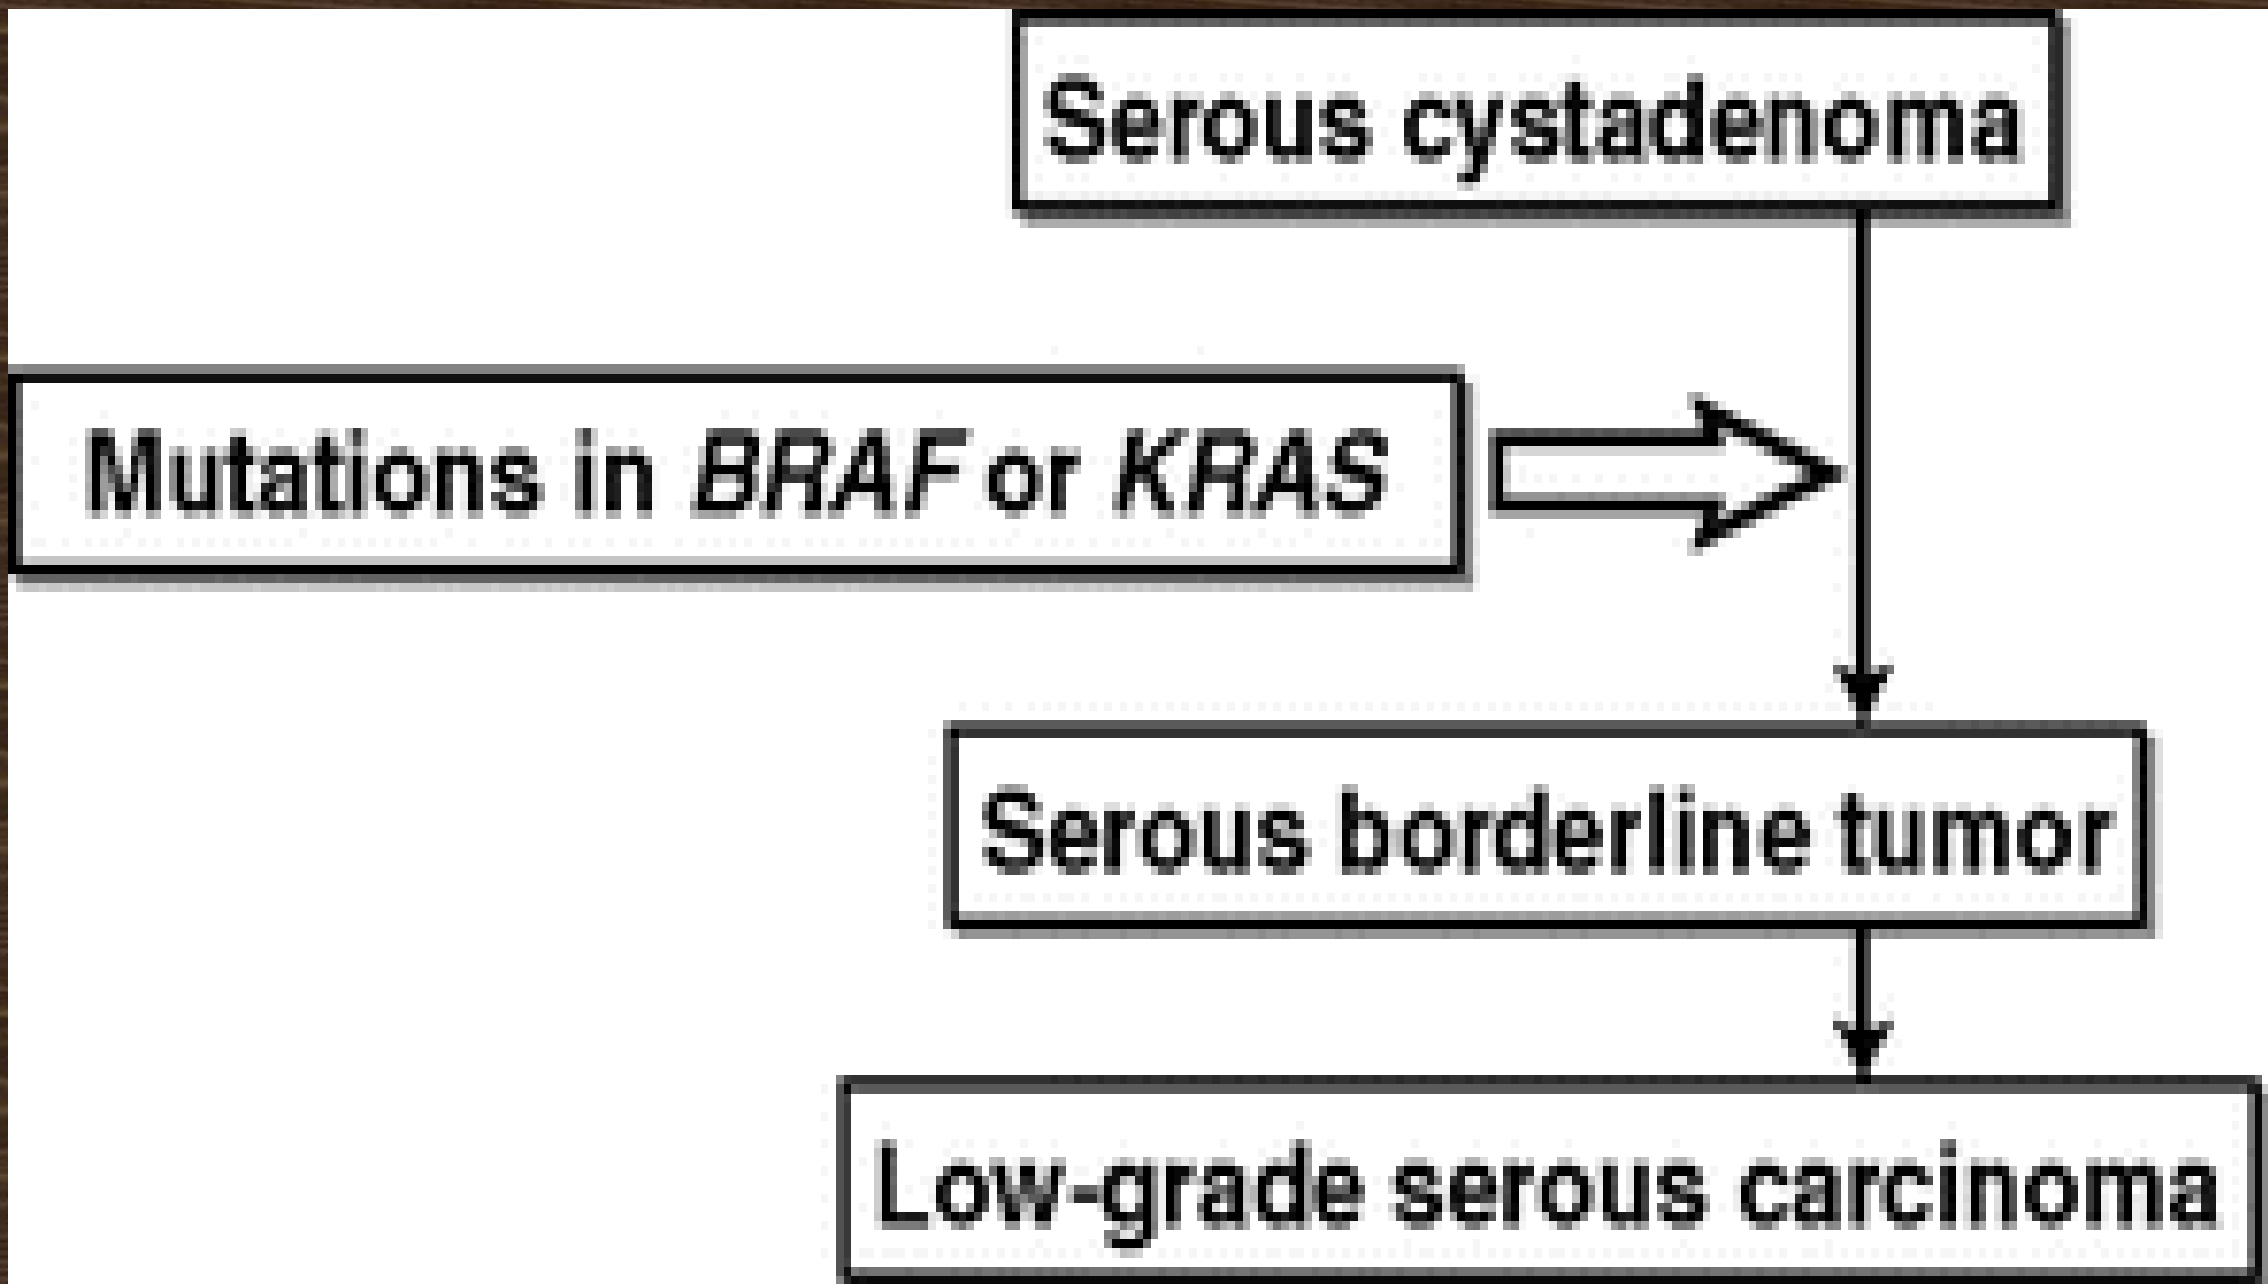 Serous cystadenoma
Mutations in BRAF or KRAS
Serous borderline tumor
Low-grade serous carcinoma